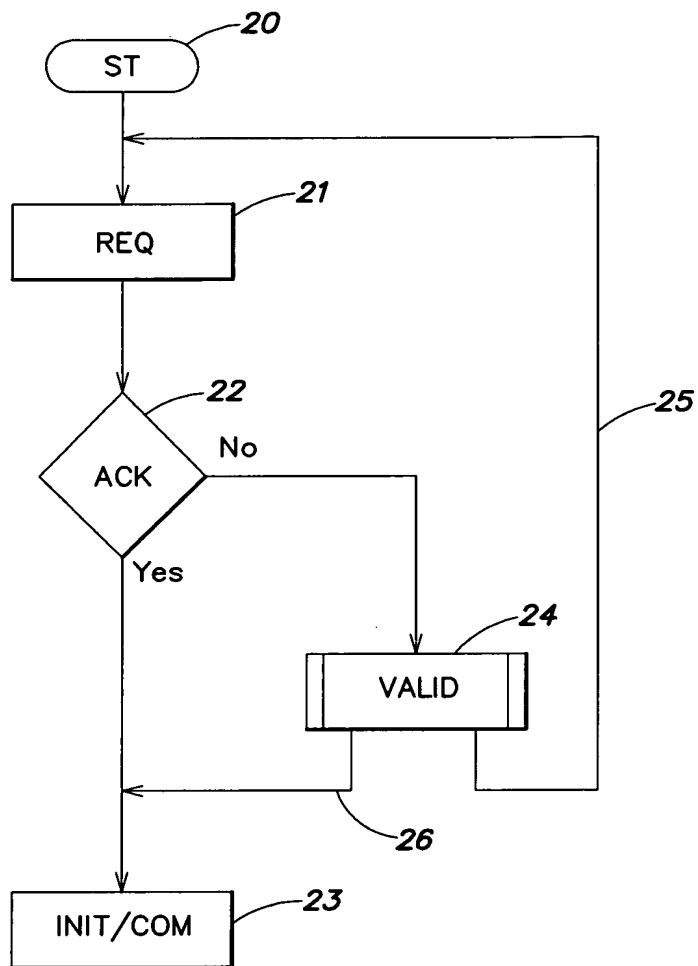 20
ST
21
REQ
22
No
25
ACK
Yes
24
VALID
26
23
INIT/COM